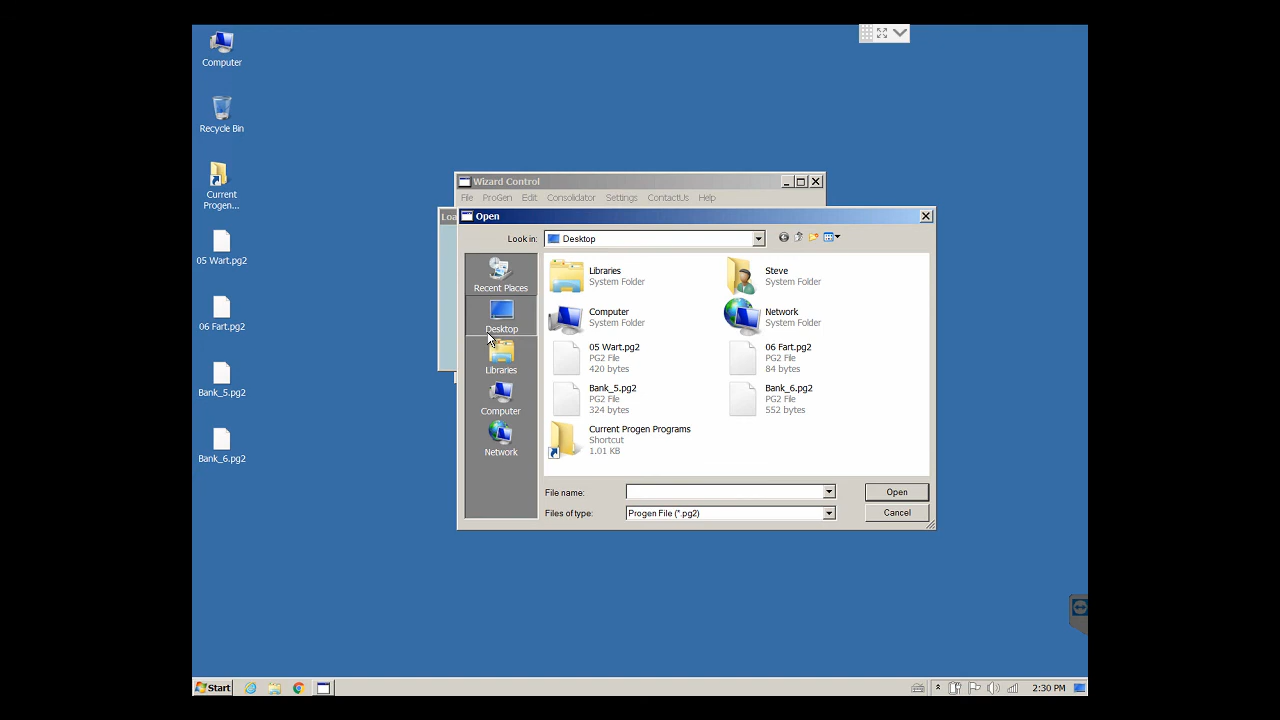 Computer
Recycle Bin
Current
Progen...
05 Wart.pg2
06 Fart.pg2
Bank_5.pg2
Bank_6.pg2
Wizard Control
File ProGen Edit Consolidator Settings ContactUs Help
Loa
Open
Look in: Desktop
Recent Places
Desktop
Libraries
Computer
Network
Libraries
System Folder
Steve
System Folder
Computer
System Folder
Network
System Folder
05 Wart.pg2
PG2 File
420 bytes
06 Fart.pg2
PG2 File
84 bytes
Bank_5.pg2
PG2 File
324 bytes
Bank_6.pg2
PG2 File
552 bytes
Current Progen Programs
Shortcut
1.01 KB
File name: Open
Files of type: Progen File (*.pg2) Cancel
Start 2:30 PM